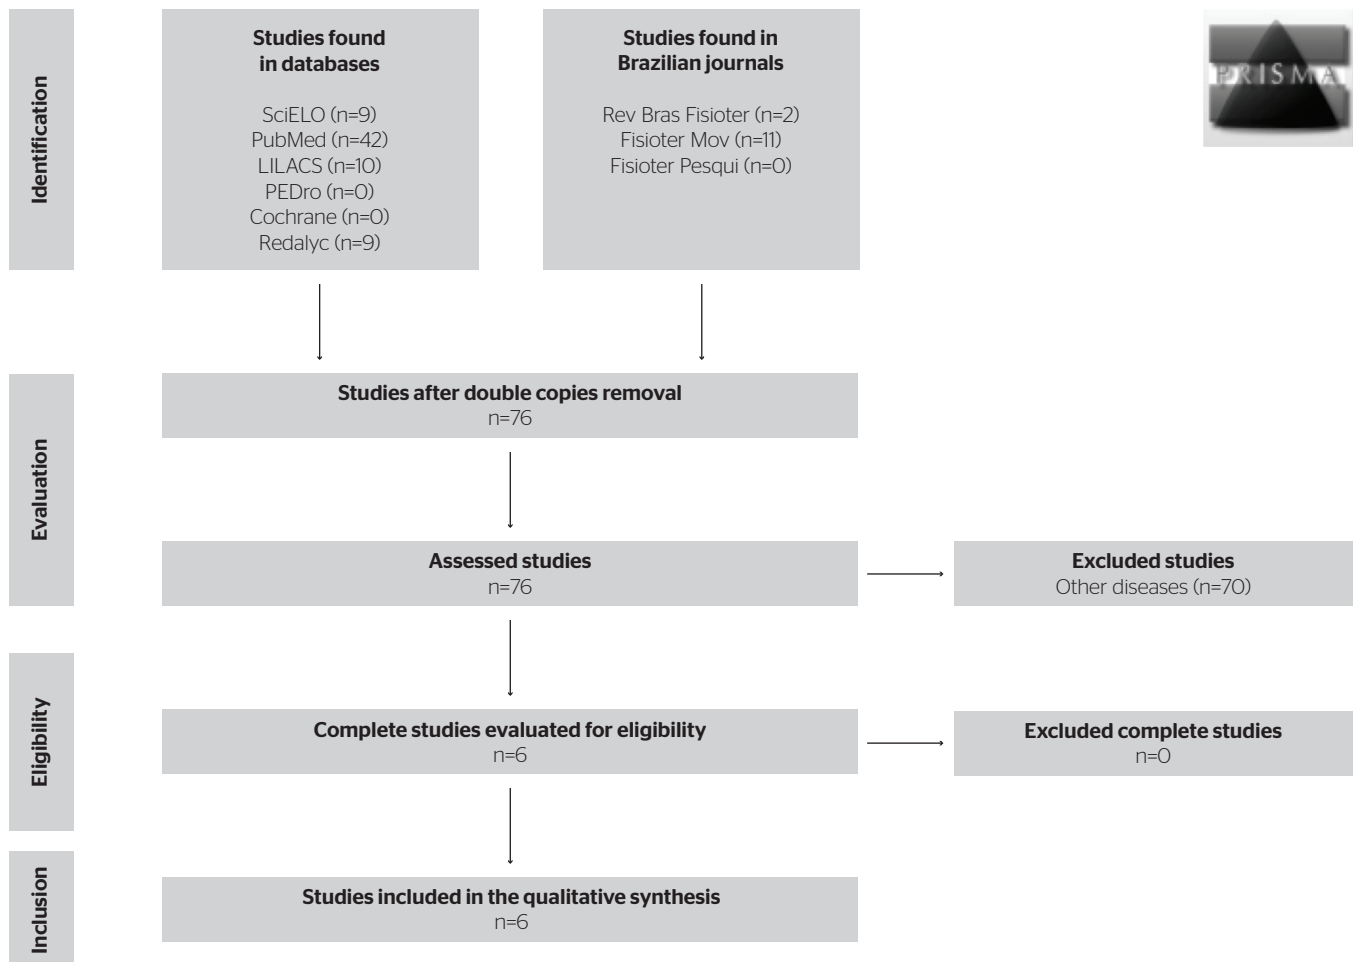 Identification
Studies found
in databases
SciELO (n=9)
PubMed (n=42)
LILACS (n=10)
PEDro (n=0)
Cochrane (n=0)
Redalyc (n=9)
Studies found in
Brazilian journals
Rev Bras Fisioter (n=2)
Fisioter Mov (n=11)
Fisioter Pesqui (n=0)
PRISMA
Evaluation
Studies after double copies removal
n=76
Assessed studies
n=76
Excluded studies
Other diseases (n=70)
Eligibility
Complete studies evaluated for eligibility
n=6
Excluded complete studies
n=0
Inclusion
Studies included in the qualitative synthesis
n=6